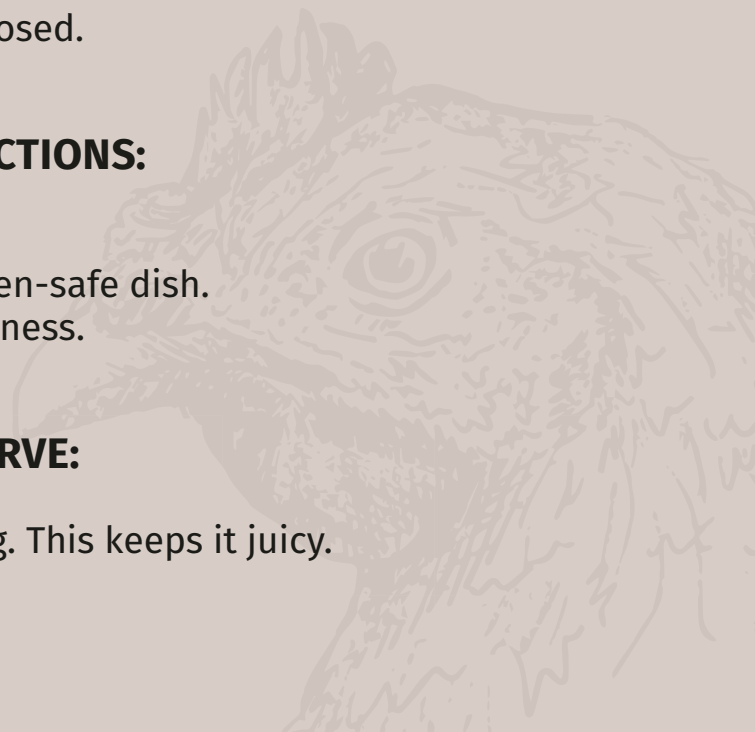 osed.
CTIONS:
en-safe dish.
ness.
RVE:
g. This keeps it juicy.